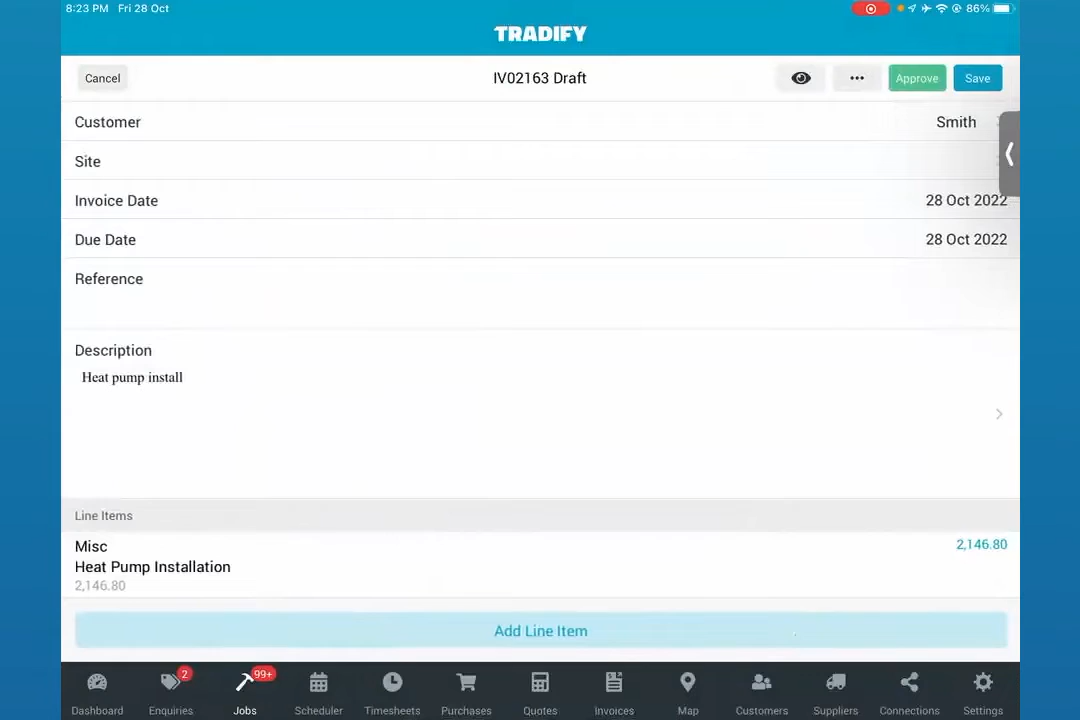 8:23 PM Fri 28 Oct
86%
TRADIFY
Cancel
IV02163 Draft
Approve
Save
Customer
Smith
Site
Invoice Date
28 Oct 2022
Due Date
28 Oct 2022
Reference
Description
Heat pump install
Line Items
Misc
2,146.80
Heat Pump Installation
2,146.80
Add Line Item
2
99+
Dashboard
Enquiries
Jobs
Scheduler
Timesheets
Purchases
Quotes
Invoices
Map
Customers
Suppliers
Connections
Settings